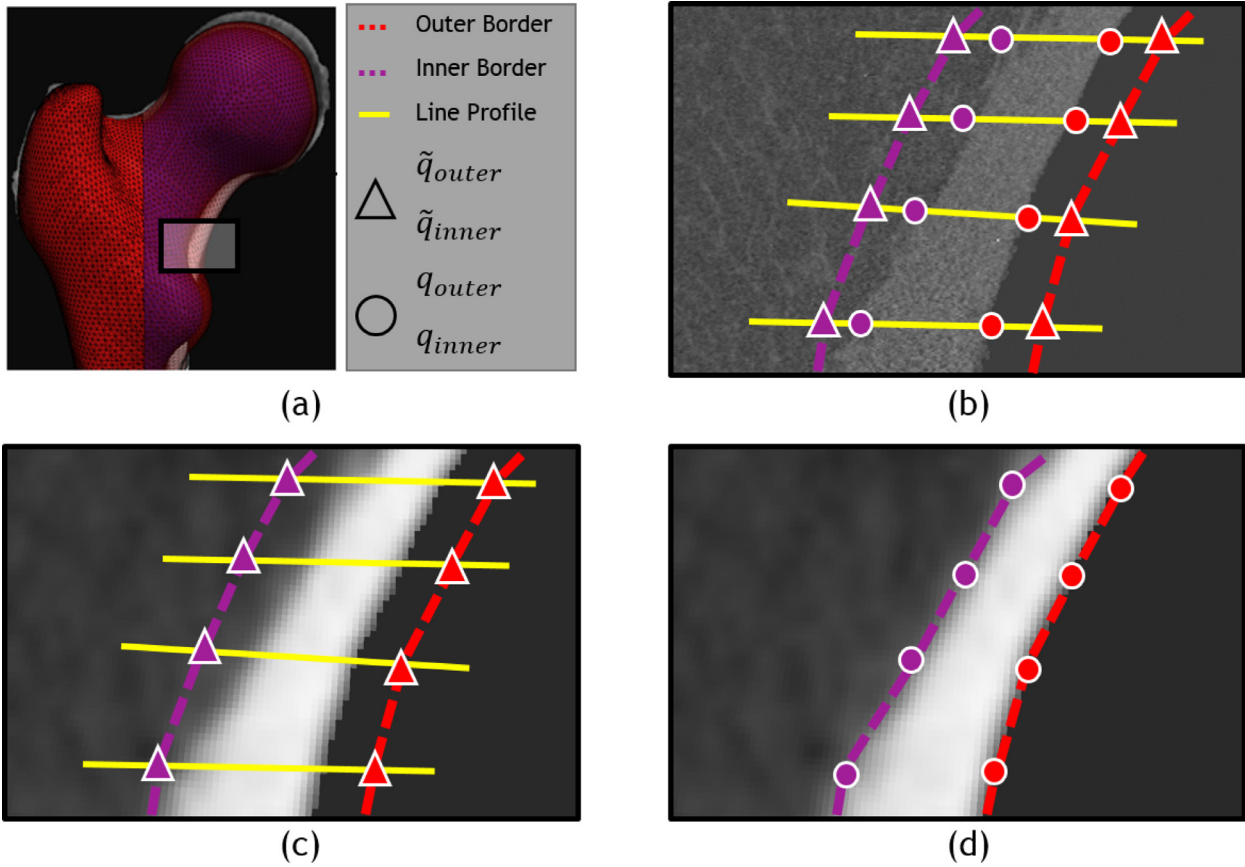 Outer Border
Inner Border
Line Profile
q̃outer
q̃inner
qouter
qinner
(a)
(b)
(c)
(d)